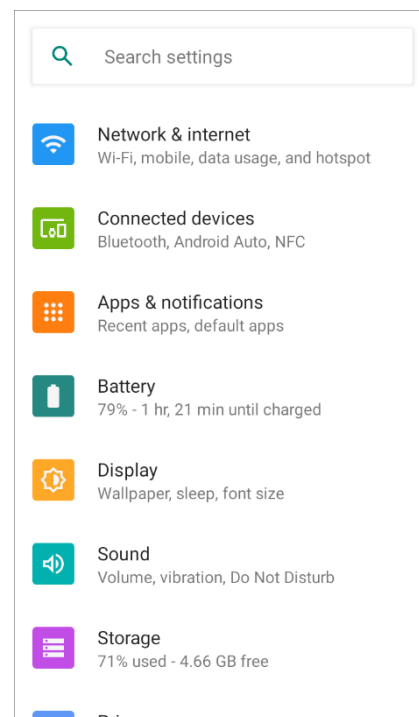 Search settings
Network & internet
Wi-Fi, mobile, data usage, and hotspot
Connected devices
Bluetooth, Android Auto, NFC
Apps & notifications
Recent apps, default apps
Battery
79% - 1 hr, 21 min until charged
Display
Wallpaper, sleep, font size
Sound
Volume, vibration, Do Not Disturb
Storage
71% used - 4.66 GB free